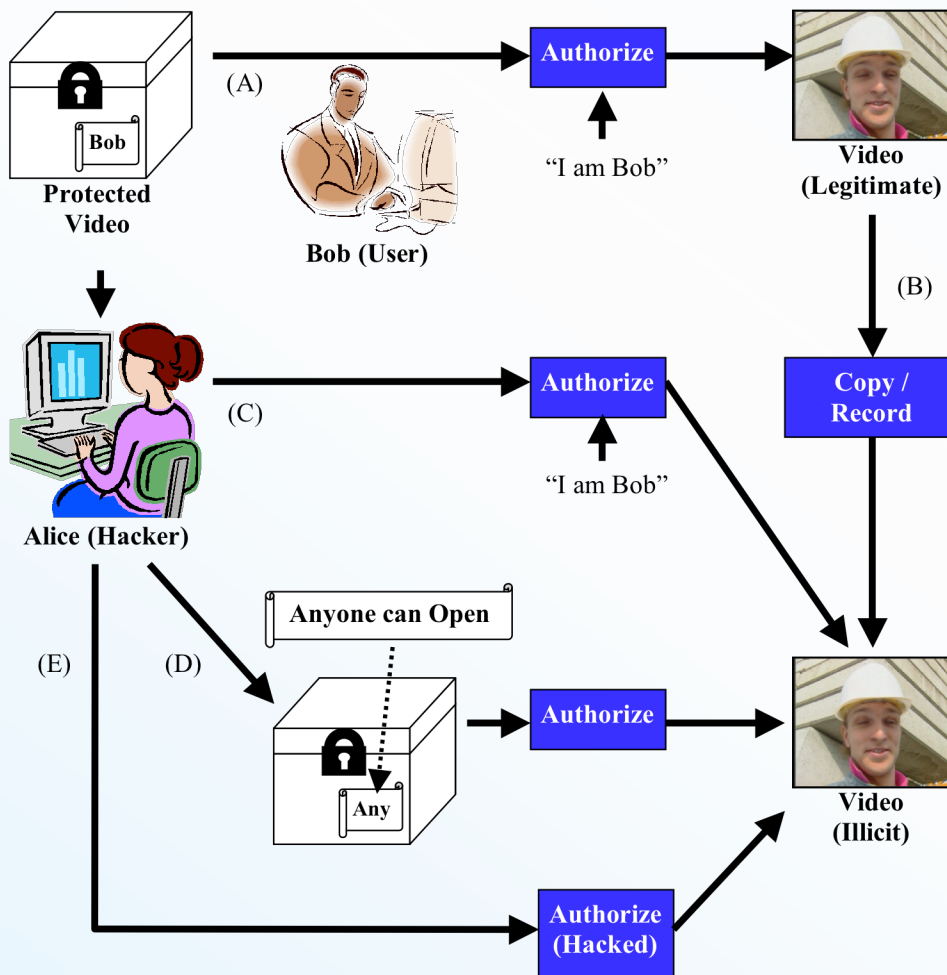 Bob
Protected
Video
(A)
Bob (User)
Authorize
“I am Bob”
Video
(Legitimate)
(B)
Copy /
Record
Alice (Hacker)
(C)
Authorize
“I am Bob”
(E)
(D)
Anyone can Open
Any
Authorize
Video
(Illicit)
Authorize
(Hacked)